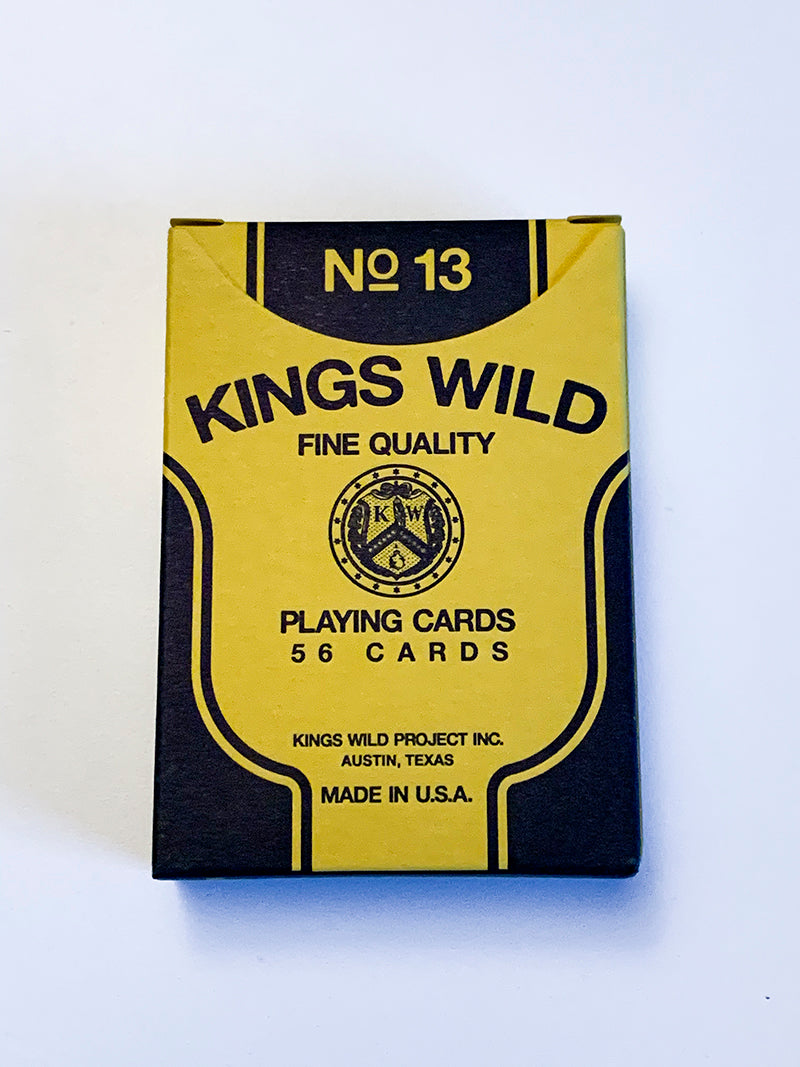 Nº 13
KINGS WILD
FINE QUALITY
K W
PLAYING CARDS
56 CARDS
KINGS WILD PROJECT INC.
AUSTIN, TEXAS
MADE IN U.S.A.